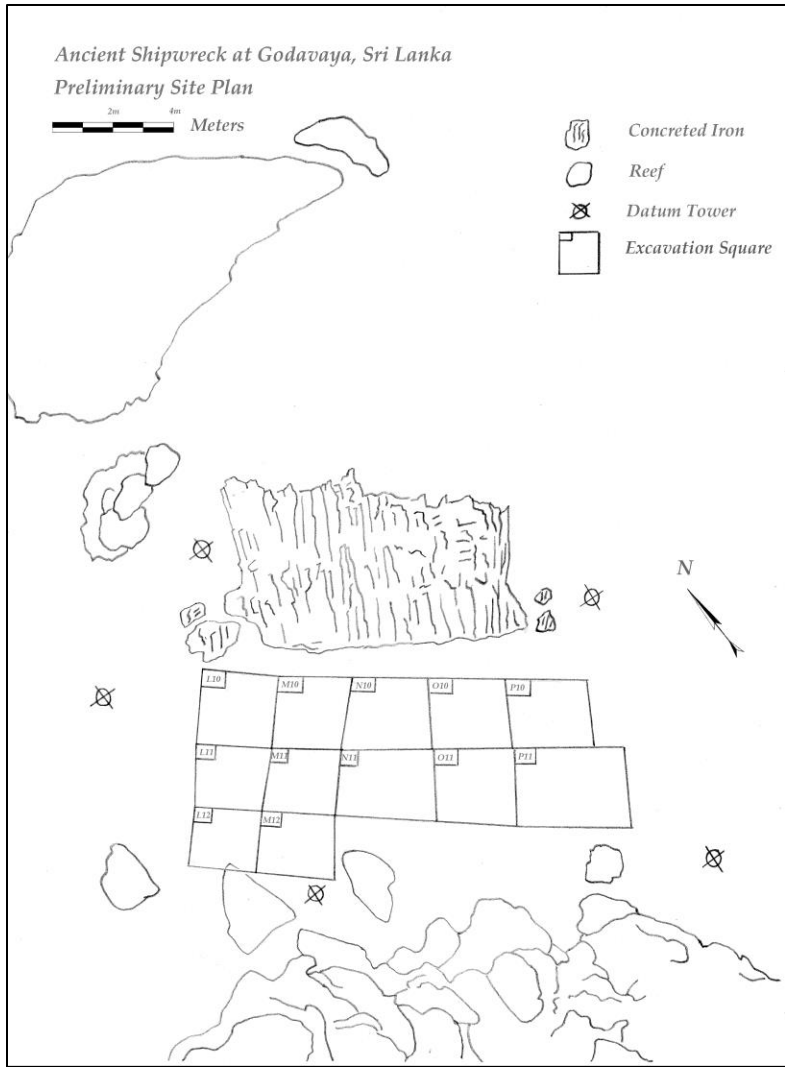 Ancient Shipwreck at Godavaya, Sri Lanka
Preliminary Site Plan
2m 4m
Meters
Concreted Iron
Reef
Datum Tower
Excavation Square
N
L10 M10 N10 O10 P10
L11 M11 N11 O11 P11
L12 M12